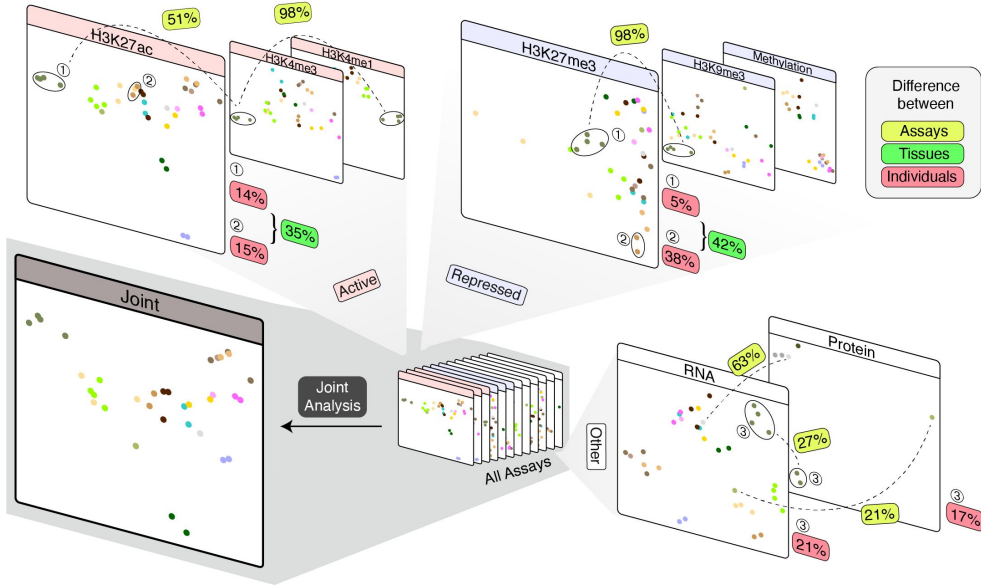 51%
98%
H3K27ac
H3K4me3
H3K4me1
①
②
①
14%
②
15%
35%
98%
H3K27me3
H3K9me3
Methylation
①
②
①
5%
②
38%
42%
Difference
between
Assays
Tissues
Individuals
Active
Repressed
Joint
Joint
Analysis
All Assays
Other
RNA
Protein
63%
③
27%
③
21%
③
21%
③
17%